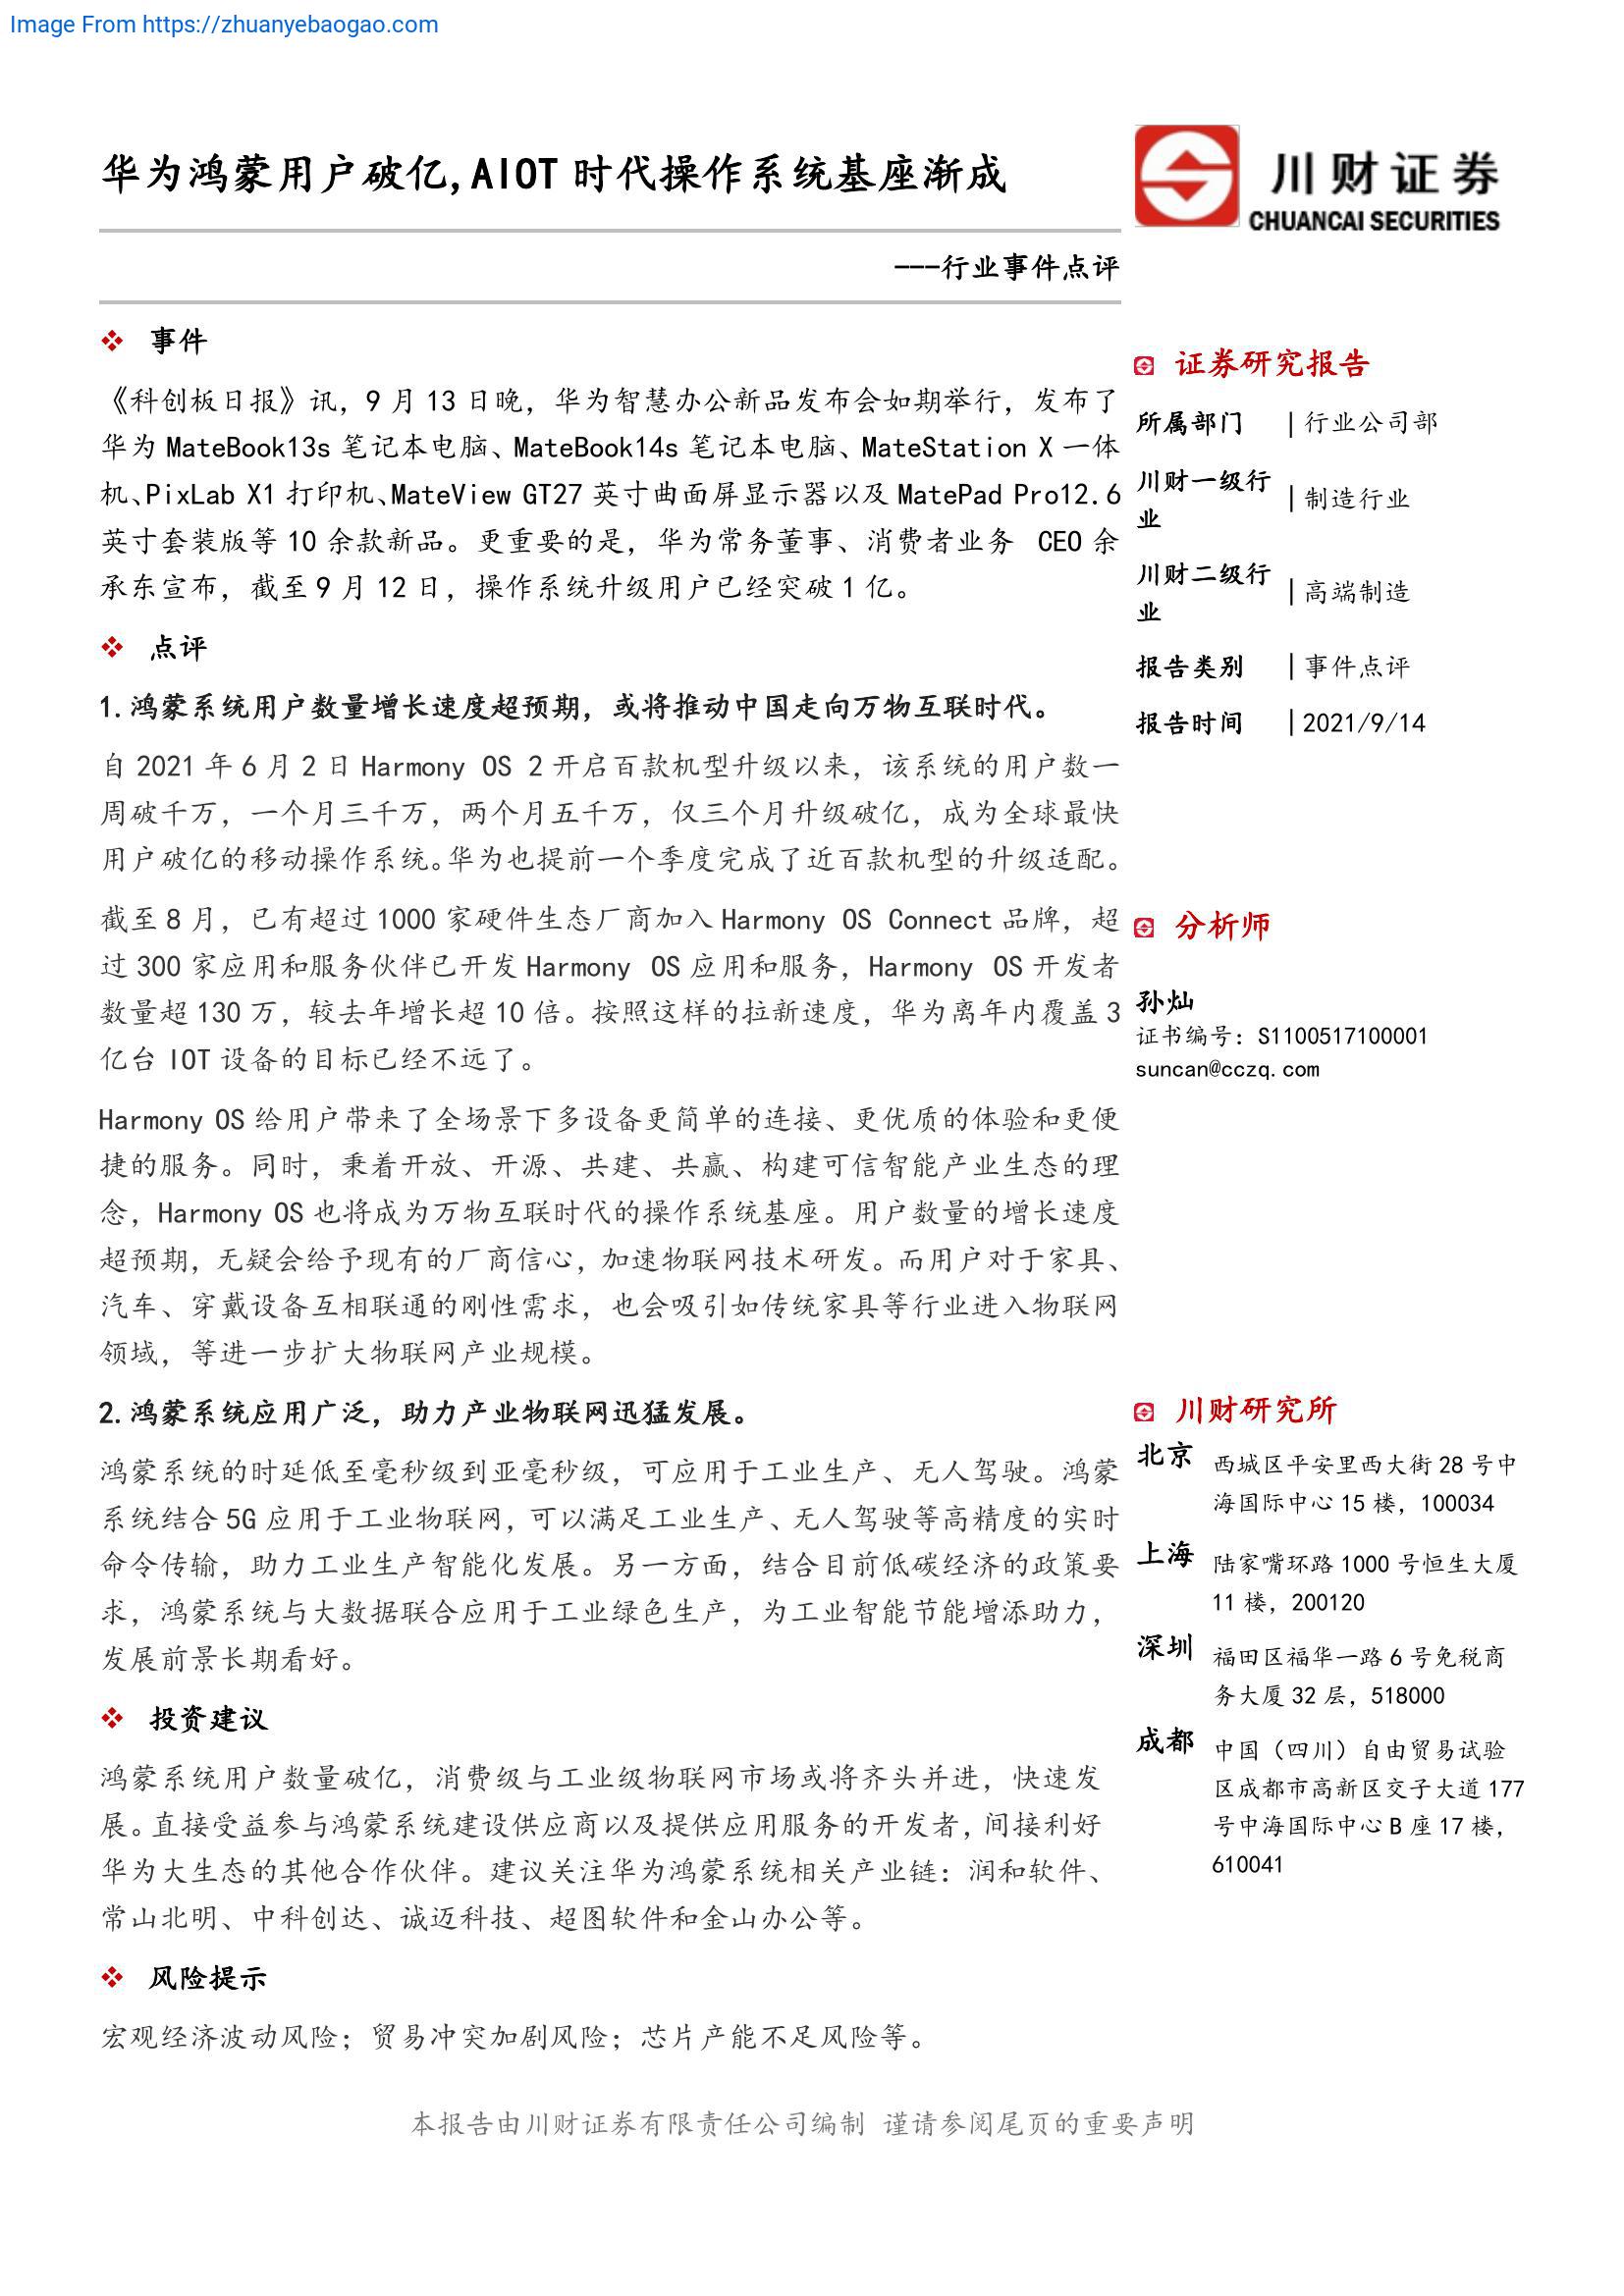 Image From https://zhuanyebaogao.com
华为鸿蒙用户破亿,AIOT 时代操作系统基座渐成
---行业事件点评
川财证券
CHUANCAI SECURITIES
事件
《科创板日报》讯，9 月 13 日晚，华为智慧办公新品发布会如期举行，发布了
华为 MateBook13s 笔记本电脑、MateBook14s 笔记本电脑、MateStation X 一体
机、PixLab X1 打印机、MateView GT27 英寸曲面屏显示器以及 MatePad Pro12.6
英寸套装版等 10 余款新品。更重要的是，华为常务董事、消费者业务 CEO 余
承东宣布，截至 9 月 12 日，操作系统升级用户已经突破 1 亿。
点评
1.鸿蒙系统用户数量增长速度超预期，或将推动中国走向万物互联时代。
自 2021 年 6 月 2 日 Harmony OS 2 开启百款机型升级以来，该系统的用户数一
周破千万，一个月三千万，两个月五千万，仅三个月升级破亿，成为全球最快
用户破亿的移动操作系统。华为也提前一个季度完成了近百款机型的升级适配。
截至 8 月，已有超过 1000 家硬件生态厂商加入 Harmony OS Connect 品牌，超
过 300 家应用和服务伙伴已开发 Harmony OS 应用和服务，Harmony OS 开发者
数量超 130 万，较去年增长超 10 倍。按照这样的拉新速度，华为离年内覆盖 3
亿台 IOT 设备的目标已经不远了。
Harmony OS 给用户带来了全场景下多设备更简单的连接、更优质的体验和更便
捷的服务。同时，秉着开放、开源、共建、共赢、构建可信智能产业生态的理
念，Harmony OS 也将成为万物互联时代的操作系统基座。用户数量的增长速度
超预期，无疑会给予现有的厂商信心，加速物联网技术研发。而用户对于家具、
汽车、穿戴设备互相联通的刚性需求，也会吸引如传统家具等行业进入物联网
领域，等进一步扩大物联网产业规模。
2.鸿蒙系统应用广泛，助力产业物联网迅猛发展。
鸿蒙系统的时延低至毫秒级到亚毫秒级，可应用于工业生产、无人驾驶。鸿蒙
系统结合 5G 应用于工业物联网，可以满足工业生产、无人驾驶等高精度的实时
命令传输，助力工业生产智能化发展。另一方面，结合目前低碳经济的政策要
求，鸿蒙系统与大数据联合应用于工业绿色生产，为工业智能节能增添助力，
发展前景长期看好。
投资建议
鸿蒙系统用户数量破亿，消费级与工业级物联网市场或将齐头并进，快速发
展。直接受益参与鸿蒙系统建设供应商以及提供应用服务的开发者，间接利好
华为大生态的其他合作伙伴。建议关注华为鸿蒙系统相关产业链：润和软件、
常山北明、中科创达、诚迈科技、超图软件和金山办公等。
风险提示
宏观经济波动风险；贸易冲突加剧风险；芯片产能不足风险等。
证券研究报告
所属部门 | 行业公司部
川财一级行
业 | 制造行业
川财二级行
业 | 高端制造
报告类别 | 事件点评
报告时间 | 2021/9/14
分析师
孙灿
证书编号：S1100517100001
suncan@cczq.com
川财研究所
北京 西城区平安里西大街 28 号中
海国际中心 15 楼，100034
上海 陆家嘴环路 1000 号恒生大厦
11 楼，200120
深圳 福田区福华一路 6 号免税商
务大厦 32 层，518000
成都 中国（四川）自由贸易试验
区成都市高新区交子大道 177
号中海国际中心 B 座 17 楼，
610041
本报告由川财证券有限责任公司编制 谨请参阅尾页的重要声明